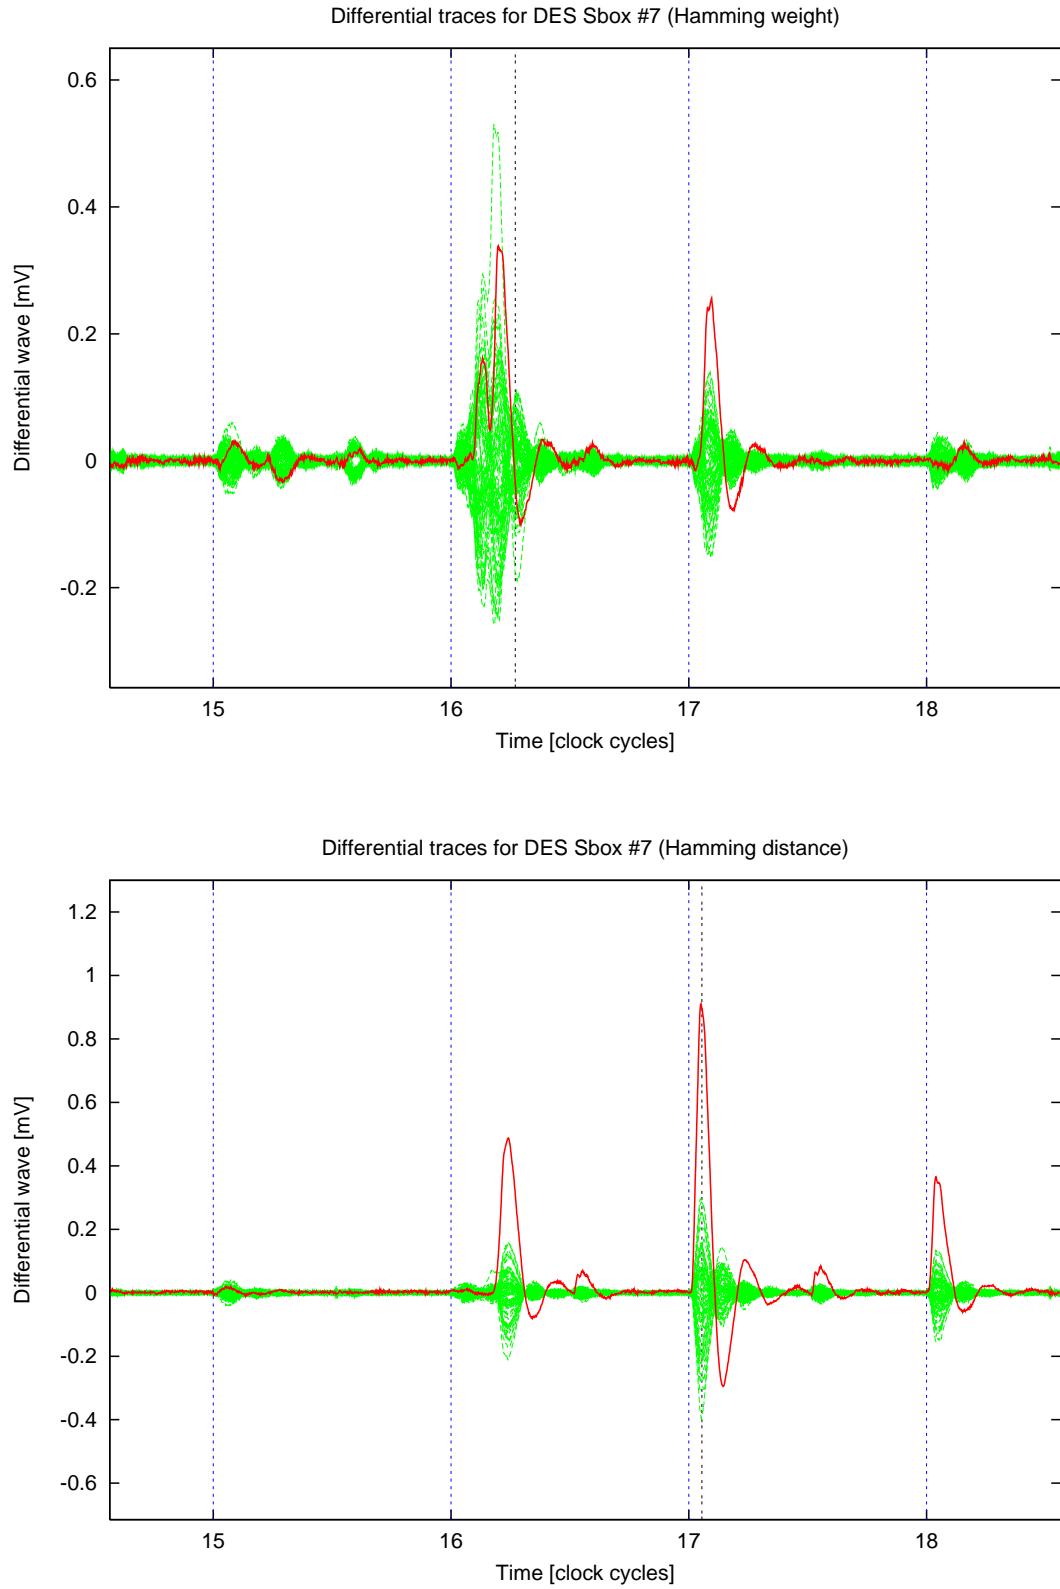 Differential traces for DES Sbox #7 (Hamming weight)
0.6
0.4
0.2
0
-0.2
Differential wave [mV]
15 16 17 18
Time [clock cycles]
Differential traces for DES Sbox #7 (Hamming distance)
1.2
1
0.8
0.6
0.4
0.2
0
-0.2
-0.4
-0.6
Differential wave [mV]
15 16 17 18
Time [clock cycles]